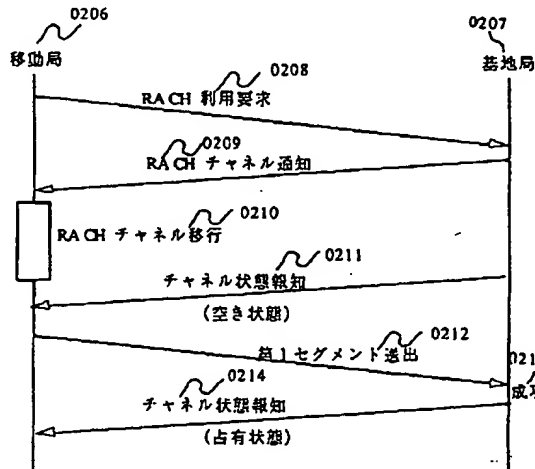 0206
移動局
0207
基地局
0208
RACH 利用要求
0209
RACH チャネル通知
0210
RACH チャネル移行
0211
チャネル状態報知
(空き状態)
0212
第1セグメント送出
021
成功
0214
チャネル状態報知
(占有状態)